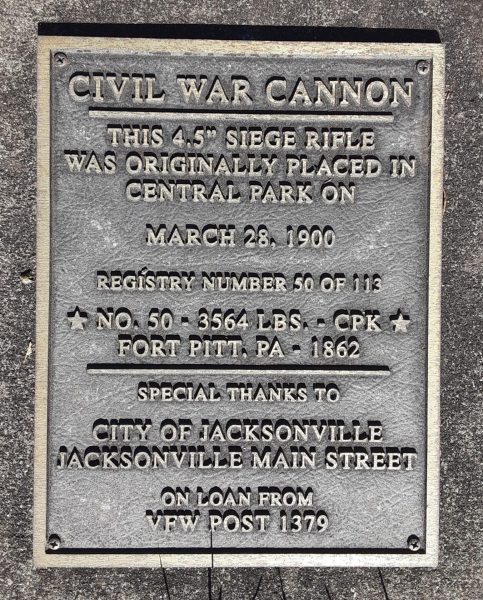 CIVIL WAR CANNON
THIS 4.5" SIEGE RIFLE
WAS ORIGINALLY PLACED IN
CENTRAL PARK ON
MARCH 28, 1900
REGISTRY NUMBER 50 OF 113
★ NO. 50 - 3564 LBS. - CPK ★
FORT PITT, PA - 1862
SPECIAL THANKS TO
CITY OF JACKSONVILLE
JACKSONVILLE MAIN STREET
ON LOAN FROM
VFW POST 1379